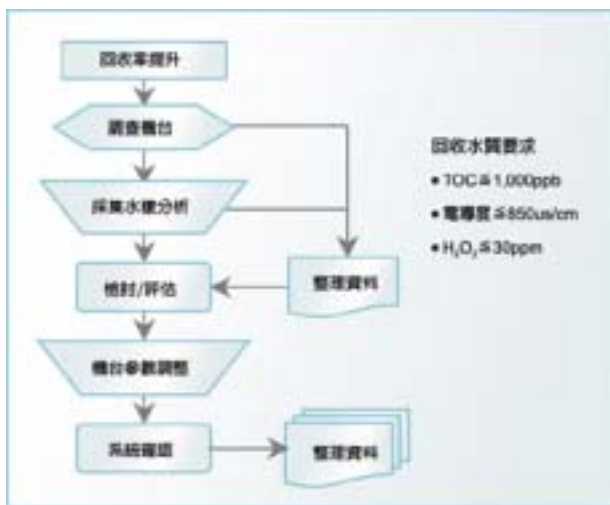 回收率提升
調查機台
採集水樣分析
檢討/評估
整理資料
機台參數調整
系統確認
整理資料
回收水質要求
• TOC≦1,000ppb
• 電導度≦850us/cm
• H₂O₂≦30ppm